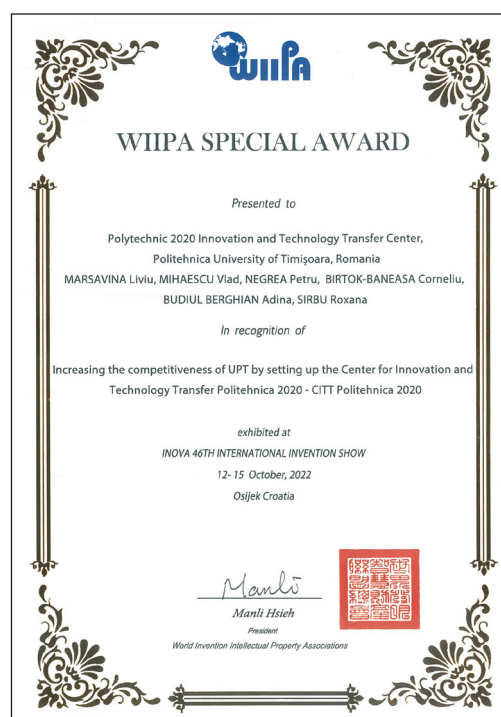 WIIPA
WIIPA SPECIAL AWARD
Presented to
Polytechnic 2020 Innovation and Technology Transfer Center,
Politehnica University of Timişoara, Romania
MARSAVINA Liviu, MIHAESCU Vlad, NEGREA Petru, BIRTOK-BANEASA Corneliu,
BUDIUL BERGHIAN Adina, SIRBU Roxana
In recognition of
Increasing the competitiveness of UPT by setting up the Center for Innovation and
Technology Transfer Politehnica 2020 - CITT Politehnica 2020
exhibited at
INOVA 46TH INTERNATIONAL INVENTION SHOW
12- 15 October, 2022
Osijek Croatia
Manli
Manli Hsieh
President
World Invention Intellectual Property Associations